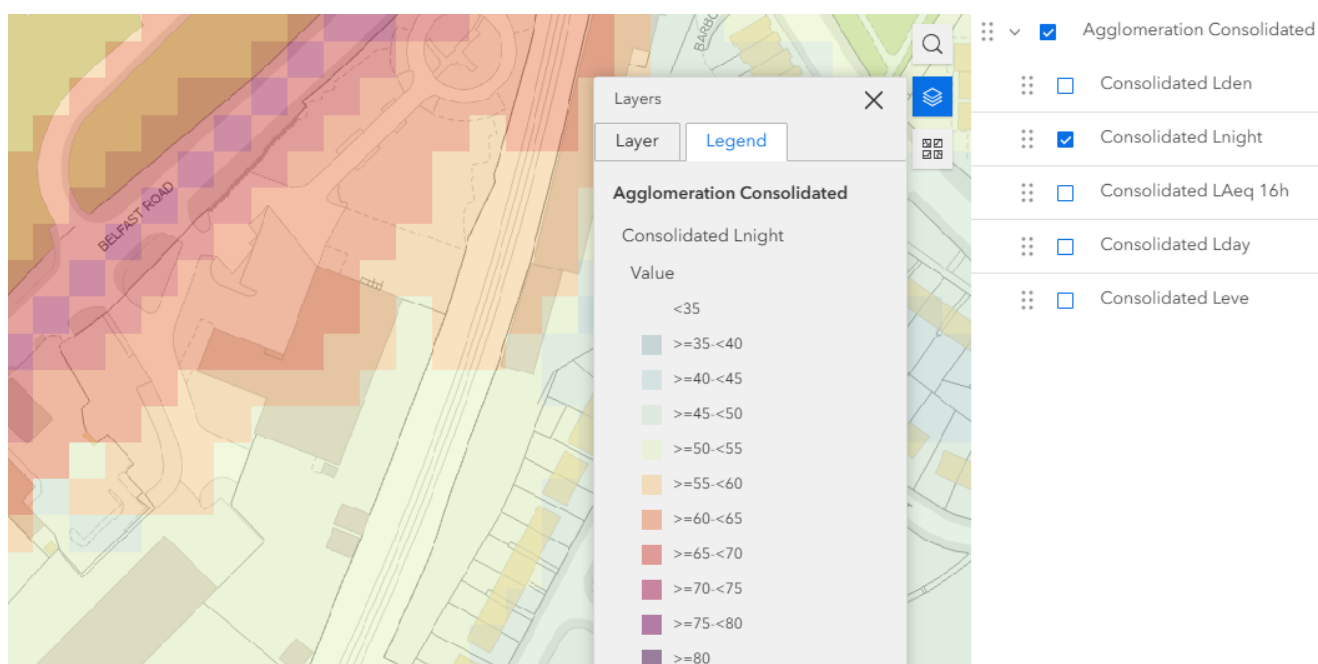 BARBO
BELFAST ROAD
Layers
Layer
Legend
Agglomeration Consolidated
Consolidated Lnight
Value
<35
>=35-<40
>=40-<45
>=45-<50
>=50-<55
>=55-<60
>=60-<65
>=65-<70
>=70-<75
>=75-<80
>=80
Agglomeration Consolidated
Consolidated Lden
Consolidated Lnight
Consolidated LAeq 16h
Consolidated Lday
Consolidated Leve